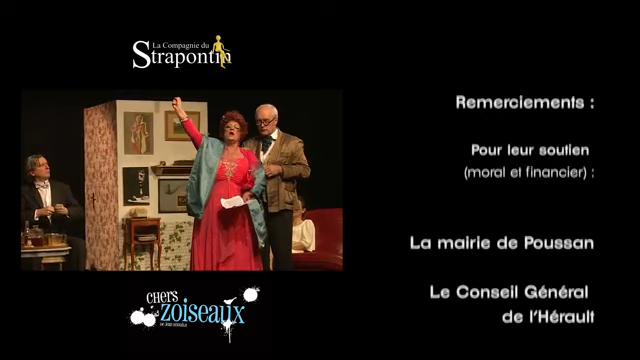 La Compagnie du
Strapontin
Remerciements :
Pour leur soutien
(moral et financier) :
La mairie de Poussan
Le Conseil Général
de l'Hérault
CHERS
ZOISEAUX